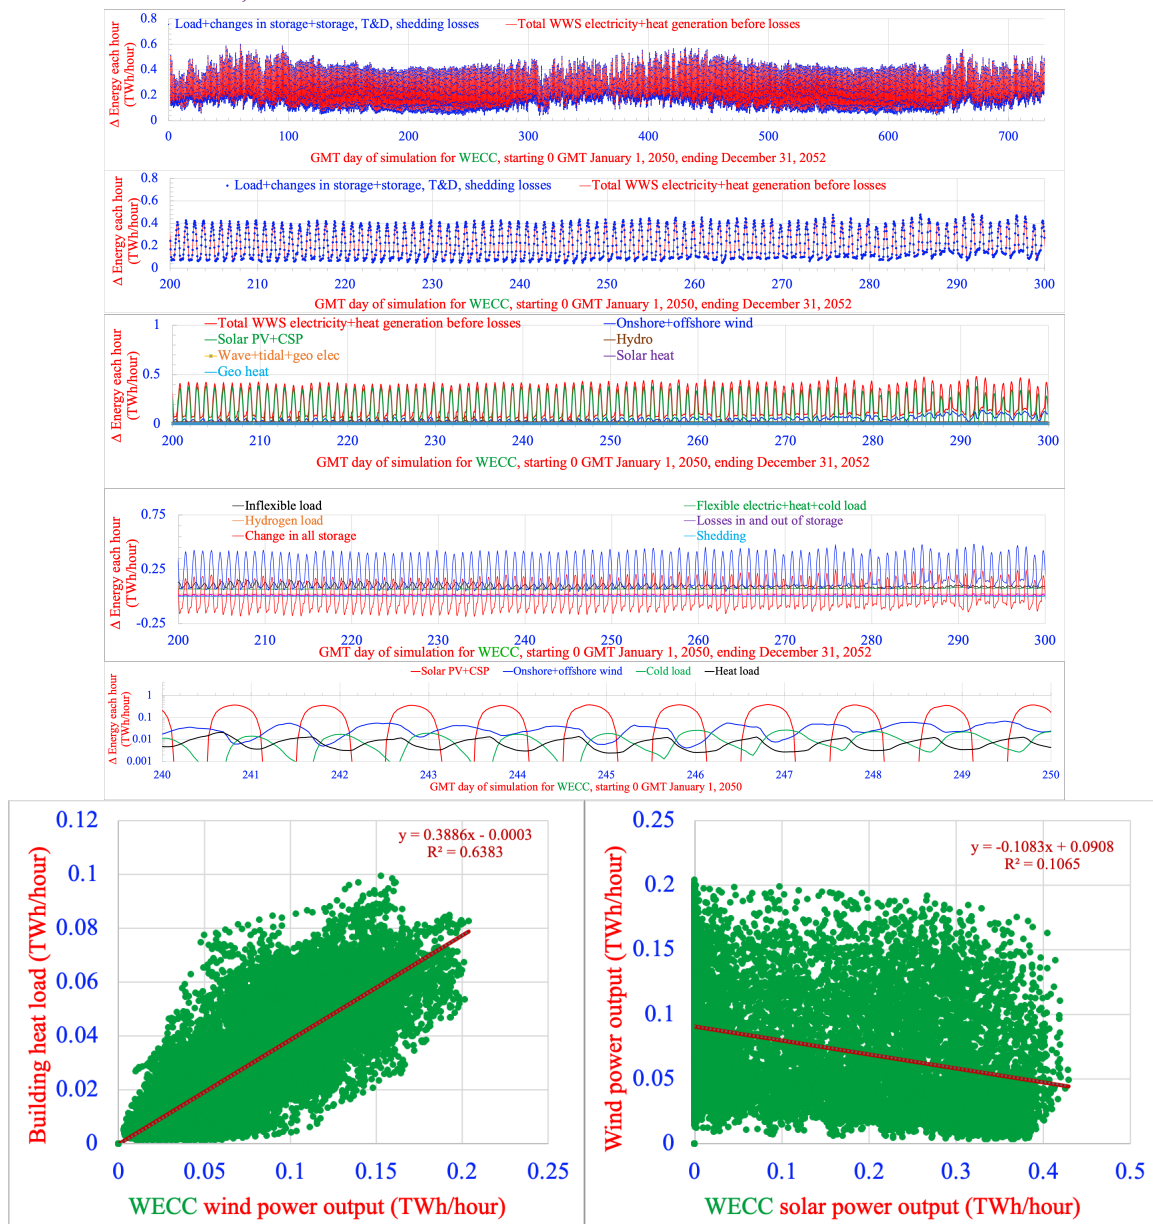 Load+changes in storage+storage, T&D, shedding losses —Total WWS electricity+heat generation before losses
Δ Energy each hour
(TWh/hour)
0.8
0.6
0.4
0.2
0
0 100 200 300 400 500 600 700
GMT day of simulation for WECC, starting 0 GMT January 1, 2050, ending December 31, 2052
Load+changes in storage+storage, T&D, shedding losses —Total WWS electricity+heat generation before losses
Δ Energy each hour
(TWh/hour)
0.8
0.6
0.4
0.2
0
200 210 220 230 240 250 260 270 280 290 300
GMT day of simulation for WECC, starting 0 GMT January 1, 2050, ending December 31, 2052
—Total WWS electricity+heat generation before losses —Onshore+offshore wind
—Solar PV+CSP —Hydro
Wave+tidal+geo elec —Solar heat
—Geo heat
Δ Energy each hour
(TWh/hour)
1
0.5
0
200 210 220 230 240 250 260 270 280 290 300
GMT day of simulation for WECC, starting 0 GMT January 1, 2050, ending December 31, 2052
—Inflexible load —Flexible electric+heat+cold load
—Hydrogen load —Losses in and out of storage
—Change in all storage —Shedding
Δ Energy each hour
(TWh/hour)
0.75
0.25
-0.25
200 210 220 230 240 250 260 270 280 290 300
GMT day of simulation for WECC, starting 0 GMT January 1, 2050, ending December 31, 2052
—Solar PV+CSP —Onshore+offshore wind —Cold load —Heat load
Δ Energy each hour
(TWh/hour)
1
0.1
0.01
0.001
240 241 242 243 244 245 246 247 248 249 250
GMT day of simulation for WECC, starting 0 GMT January 1, 2050
Building heat load (TWh/hour)
0.12
0.1
0.08
0.06
0.04
0.02
0
y = 0.3886x - 0.0003
R² = 0.6383
0 0.05 0.1 0.15 0.2 0.25
WECC wind power output (TWh/hour)
Wind power output (TWh/hour)
0.25
0.2
0.15
0.1
0.05
0
y = -0.1083x + 0.0908
R² = 0.1065
0 0.1 0.2 0.3 0.4 0.5
WECC solar power output (TWh/hour)